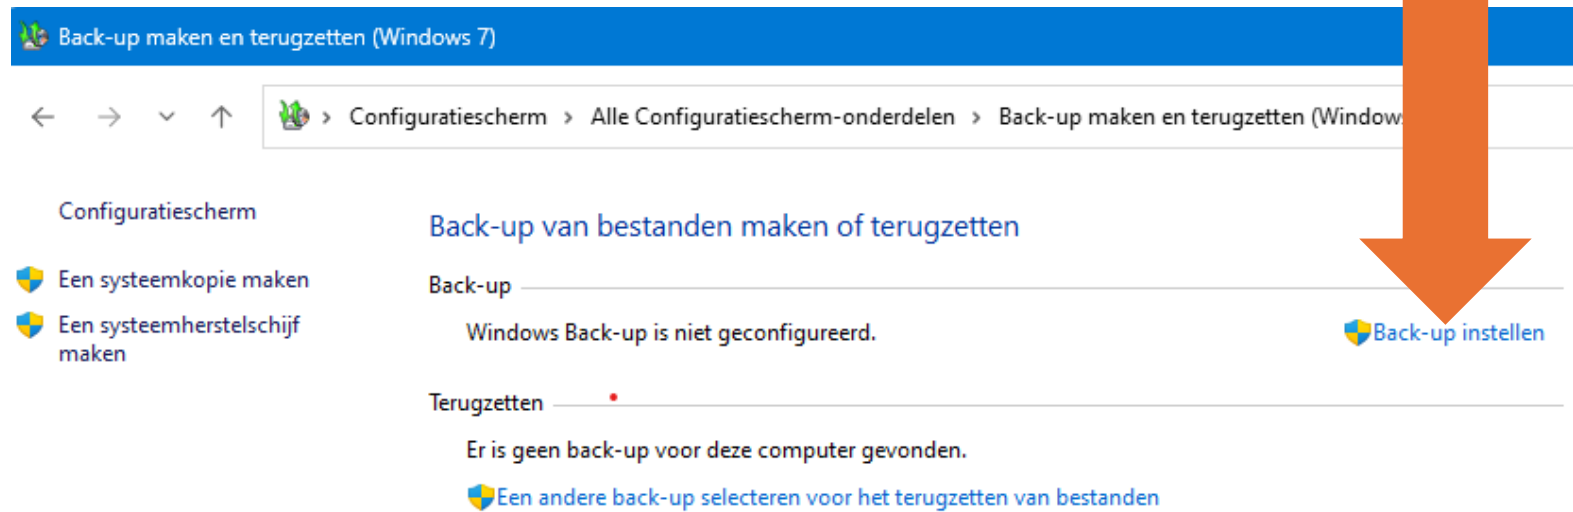 Back-up maken en terugzetten (Windows 7)
Configuratiescherm > Alle Configuratiescherm-onderdelen > Back-up maken en terugzetten (Window
Configuratiescherm
Een systeemkopie maken
Een systeemherstelschijf
maken
Back-up van bestanden maken of terugzetten
Back-up
Windows Back-up is niet geconfigureerd.
Back-up instellen
Terugzetten
Er is geen back-up voor deze computer gevonden.
Een andere back-up selecteren voor het terugzetten van bestanden